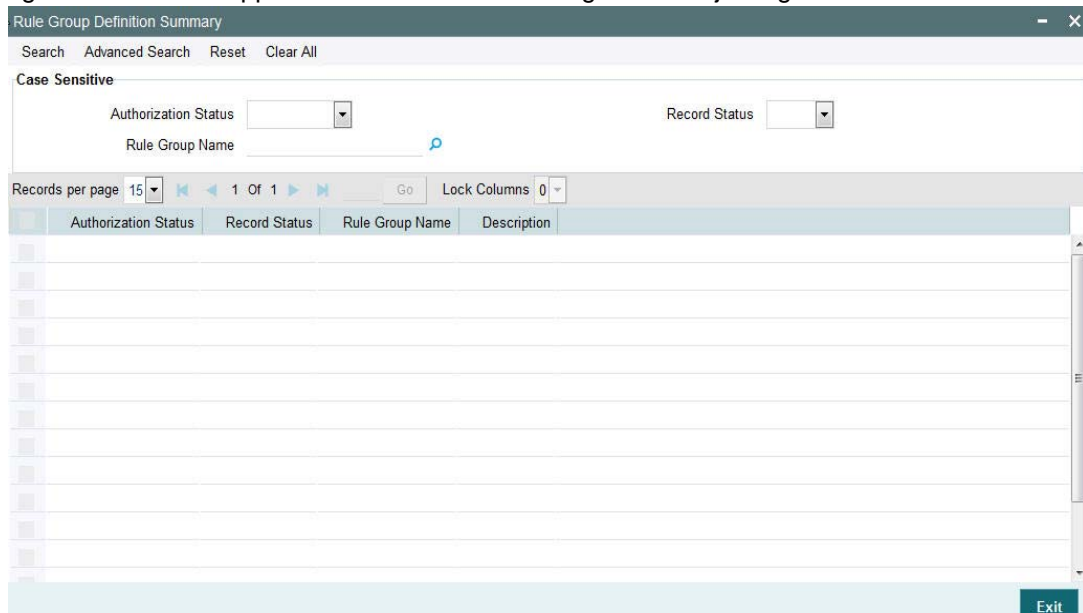 Rule Group Definition Summary
Search Advanced Search Reset Clear All
Case Sensitive
Authorization Status Record Status
Rule Group Name
Records per page 15 1 Of 1 Go Lock Columns 0
Authorization Status Record Status Rule Group Name Description
Exit